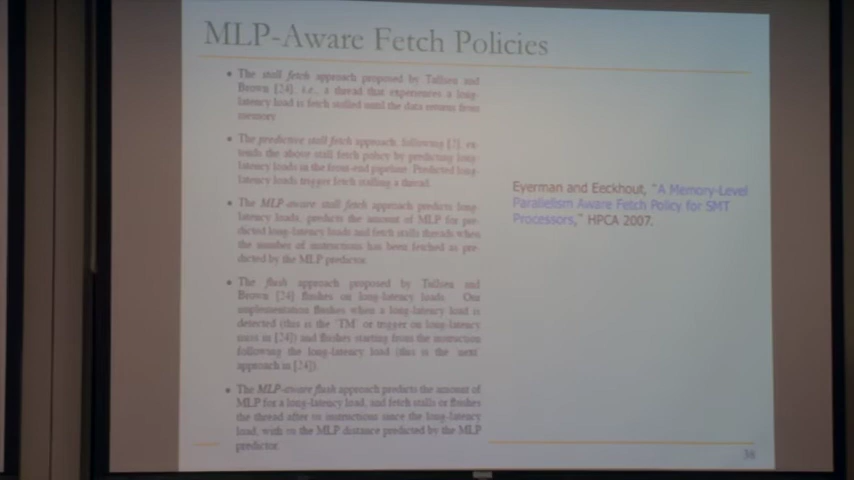 MLP-Aware Fetch Policies
• The stall fetch approach proposed by Tullsen and
Brown [24], i.e., a thread that experiences a long-
latency load is fetch stalled until the data returns from
memory.
• The predictive stall fetch approach, following [2], ex-
tends the above stall fetch policy by predicting long-
latency loads in the front-end pipeline. Predicted long-
latency loads trigger fetch stalling a thread.
• The MLP-aware stall fetch approach predicts long-
latency loads, predicts the amount of MLP for pre-
dicted long-latency loads and fetch stalls threads when
the number of instructions has been fetched as pre-
dicted by the MLP predictor.
• The flush approach proposed by Tullsen and
Brown [24] flushes on long-latency loads. Our
implementation flushes when a long-latency load is
detected (this is the 'TM' or trigger on long-latency
miss in [24]) and flushes starting from the instruction
following the long-latency load (this is the 'next'
approach in [24]).
• The MLP-aware flush approach predicts the amount of
MLP for a long-latency load, and fetch stalls or flushes
the thread after m instructions since the long-latency
load, with m the MLP distance predicted by the MLP
predictor.
Eyerman and Eeckhout, "A Memory-Level
Parallelism Aware Fetch Policy for SMT
Processors," HPCA 2007.